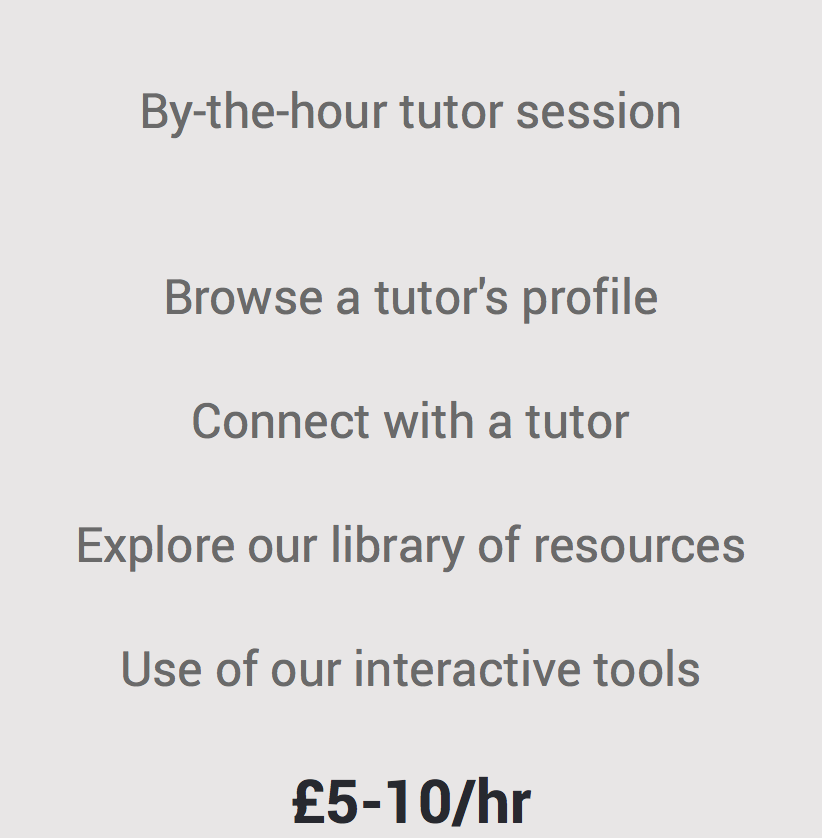 By-the-hour tutor session
Browse a tutor's profile
Connect with a tutor
Explore our library of resources
Use of our interactive tools
£5-10/hr